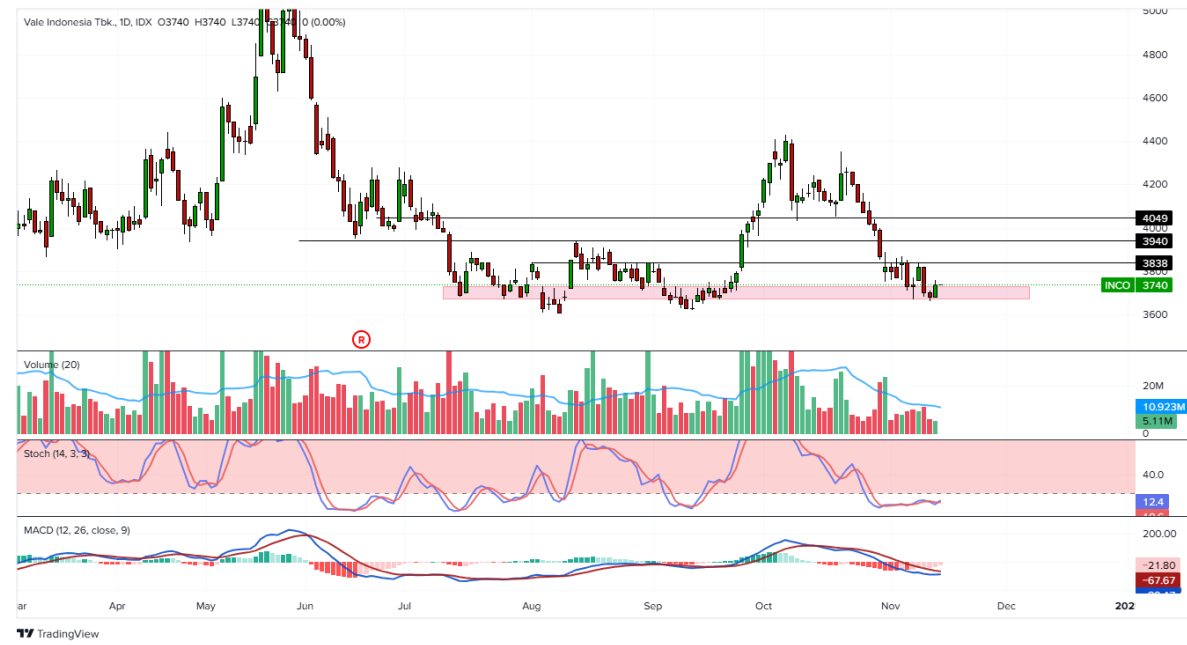 Vale Indonesia Tbk., 1D, IDX O3740 H3740 L3740 C3740 0 (0.00%)
5000
4800
4600
4400
4200
4049
4000
3940
3838
3800
INCO 3740
3600
R
Volume (20)
20M
10.923M
5.11M
0
Stoch (14, 3, 3)
40.0
12.4
MACD (12, 26, close, 9)
200.00
−21.80
−67.67
ar Apr May Jun Jul Aug Sep Oct Nov Dec 202
TradingView